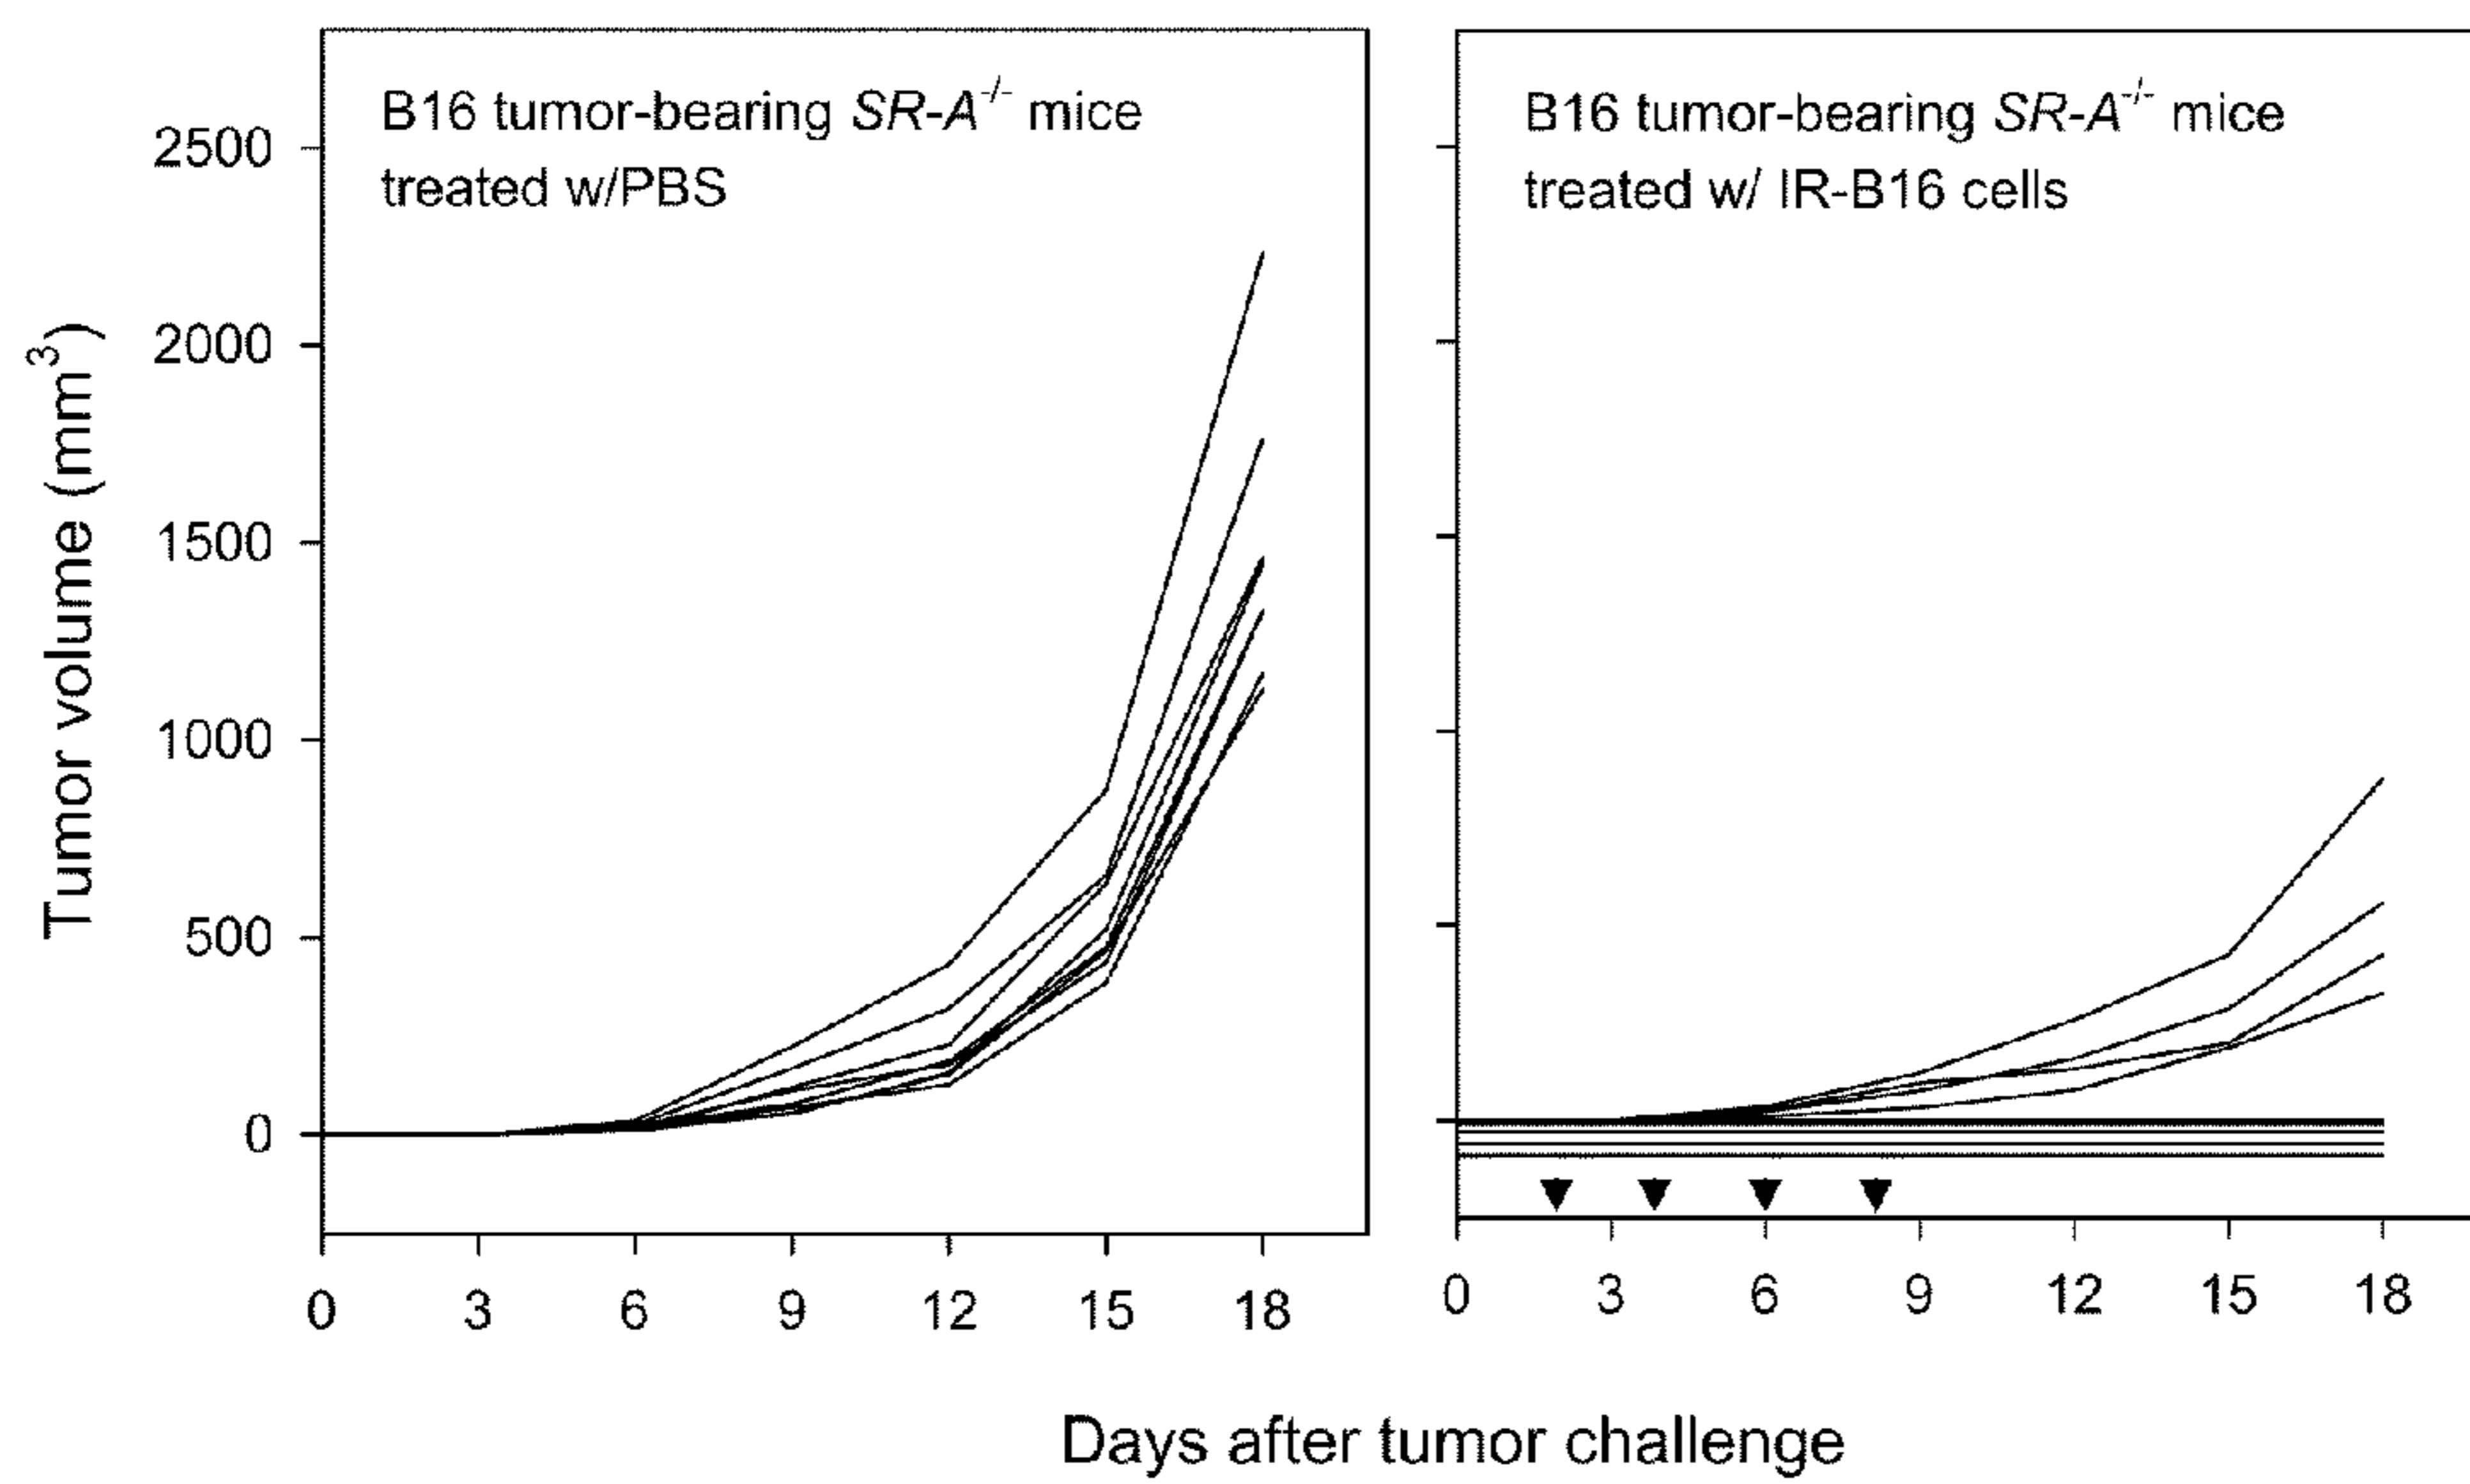 B16 tumor-bearing SR-A-/- mice
treated w/PBS
B16 tumor-bearing SR-A-/- mice
treated w/ IR-B16 cells
Tumor volume (mm3)
2500
2000
1500
1000
500
0
0 3 6 9 12 15 18
0 3 6 9 12 15 18
Days after tumor challenge